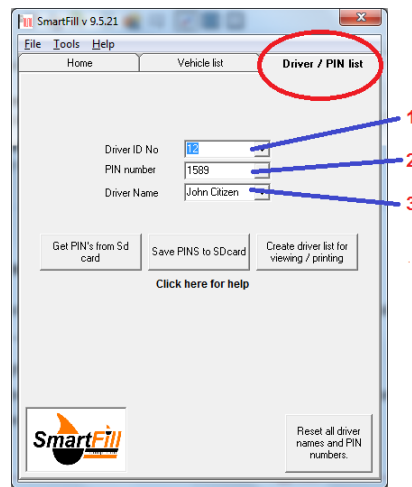 SmartFill v 9.5.21
x
File Tools Help
Home Vehicle list Driver / PIN list
Driver ID No 12 1
PIN number 1589 2
Driver Name John Citizen 3
Get PIN's from Sd
card
Save PINS to SDcard
Create driver list for
viewing / printing
Click here for help
SmartFill
Reset all driver
names and PIN
numbers.